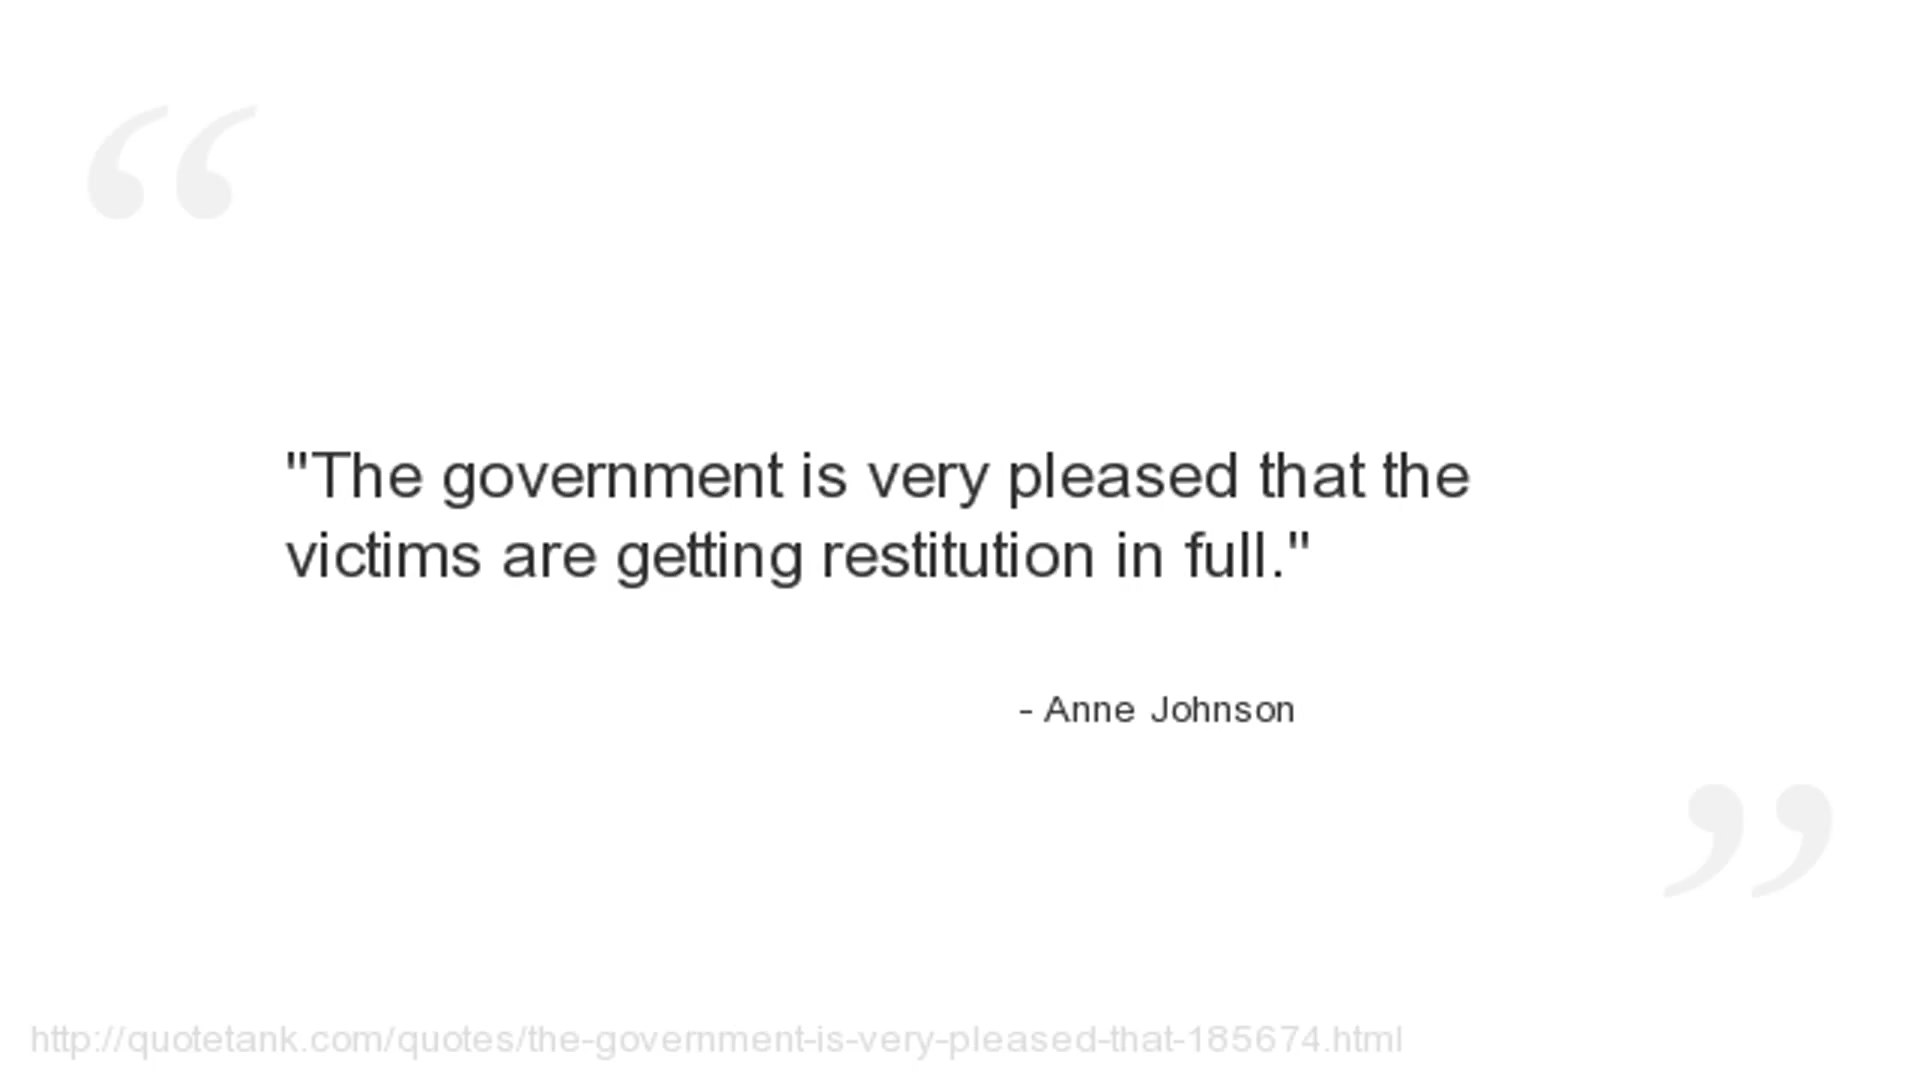 "The government is very pleased that the
victims are getting restitution in full."
- Anne Johnson
http://quotetank.com/quotes/the-government-is-very-pleased-that-185674.html